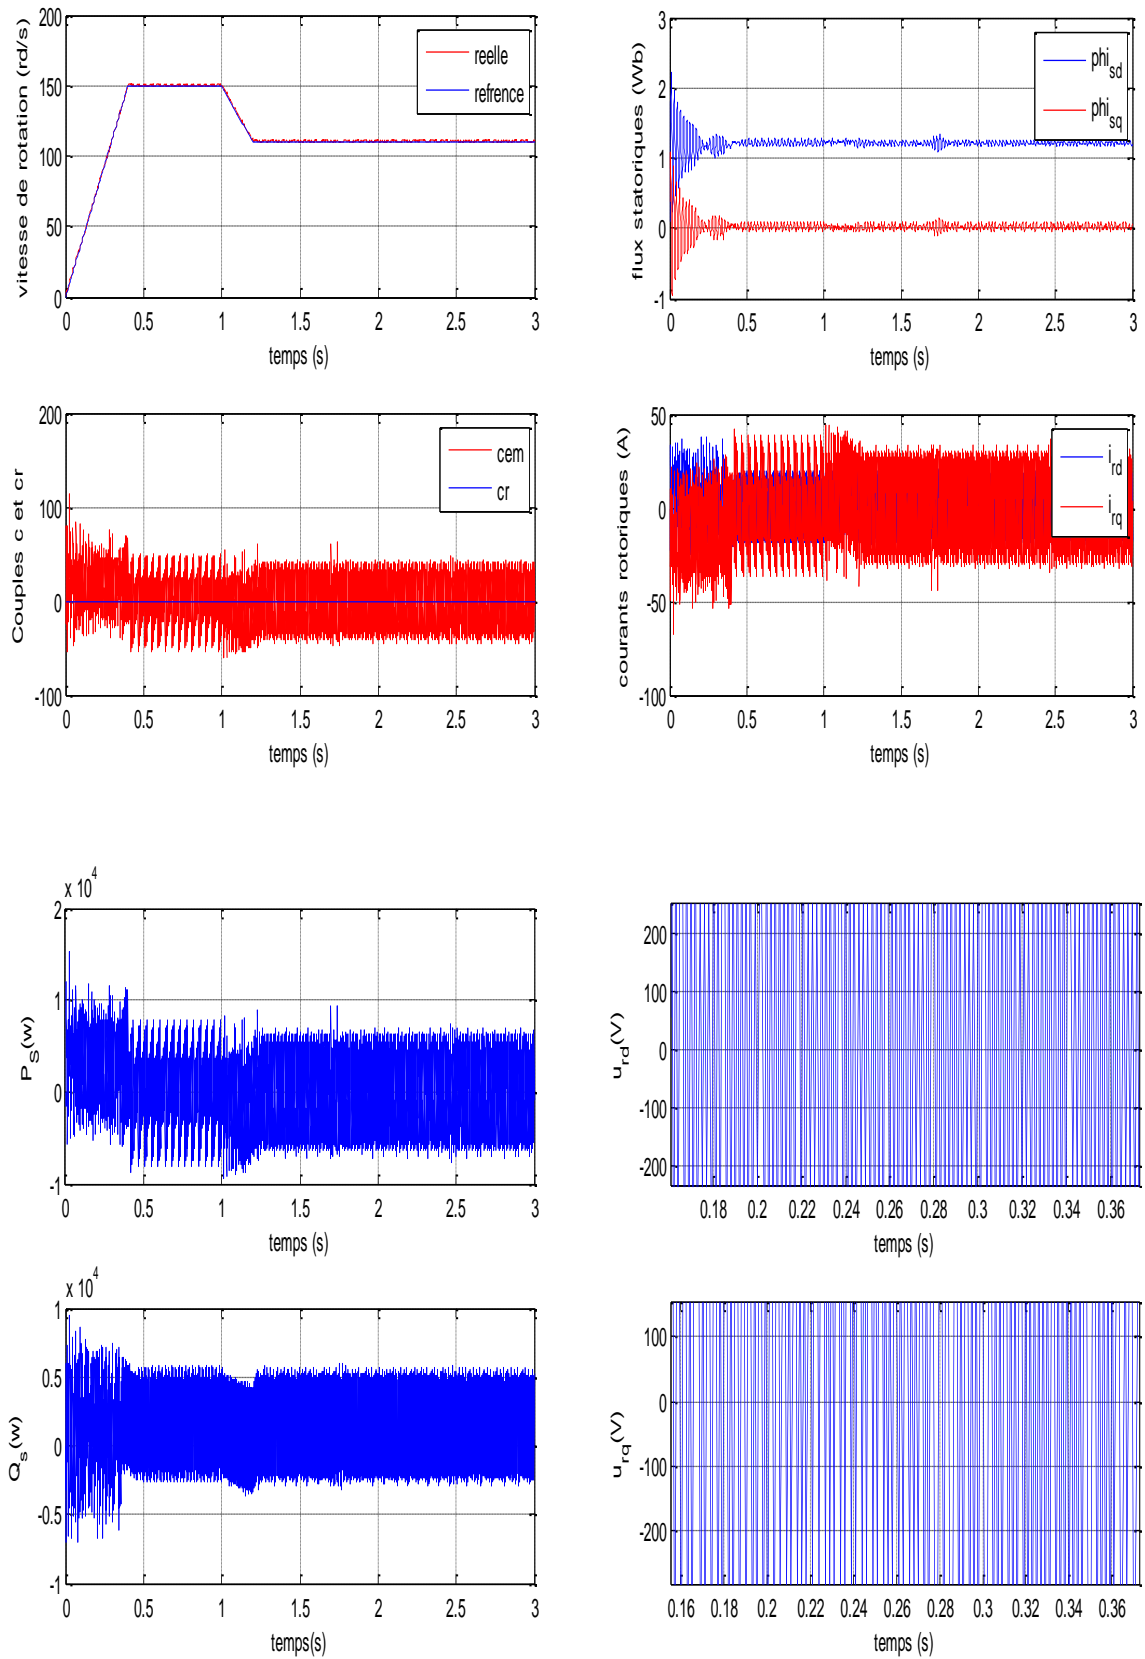 vitesse de rotation (rd/s)
200
150
100
50
0
0 0.5 1 1.5 2 2.5 3
temps (s)
reelle
refrence
flux statoriques (Wb)
3
2
1
0
-1
0 0.5 1 1.5 2 2.5 3
temps (s)
phi sd
phi sq
Couples c et cr
200
100
0
-100
0 0.5 1 1.5 2 2.5 3
temps (s)
cem
cr
courants rotoriques (A)
50
0
-50
-100
0 0.5 1 1.5 2 2.5 3
temps (s)
i rd
i rq
x 10^4
P_S(w)
2
1
0
-1
0 0.5 1 1.5 2 2.5 3
temps (s)
u_rd(V)
200
100
0
-100
-200
0.18 0.2 0.22 0.24 0.26 0.28 0.3 0.32 0.34 0.36
temps (s)
x 10^4
Q_s(w)
1
0.5
0
-0.5
-1
0 0.5 1 1.5 2 2.5 3
temps(s)
u_rq(V)
100
0
-100
-200
0.16 0.18 0.2 0.22 0.24 0.26 0.28 0.3 0.32 0.34 0.36
temps (s)